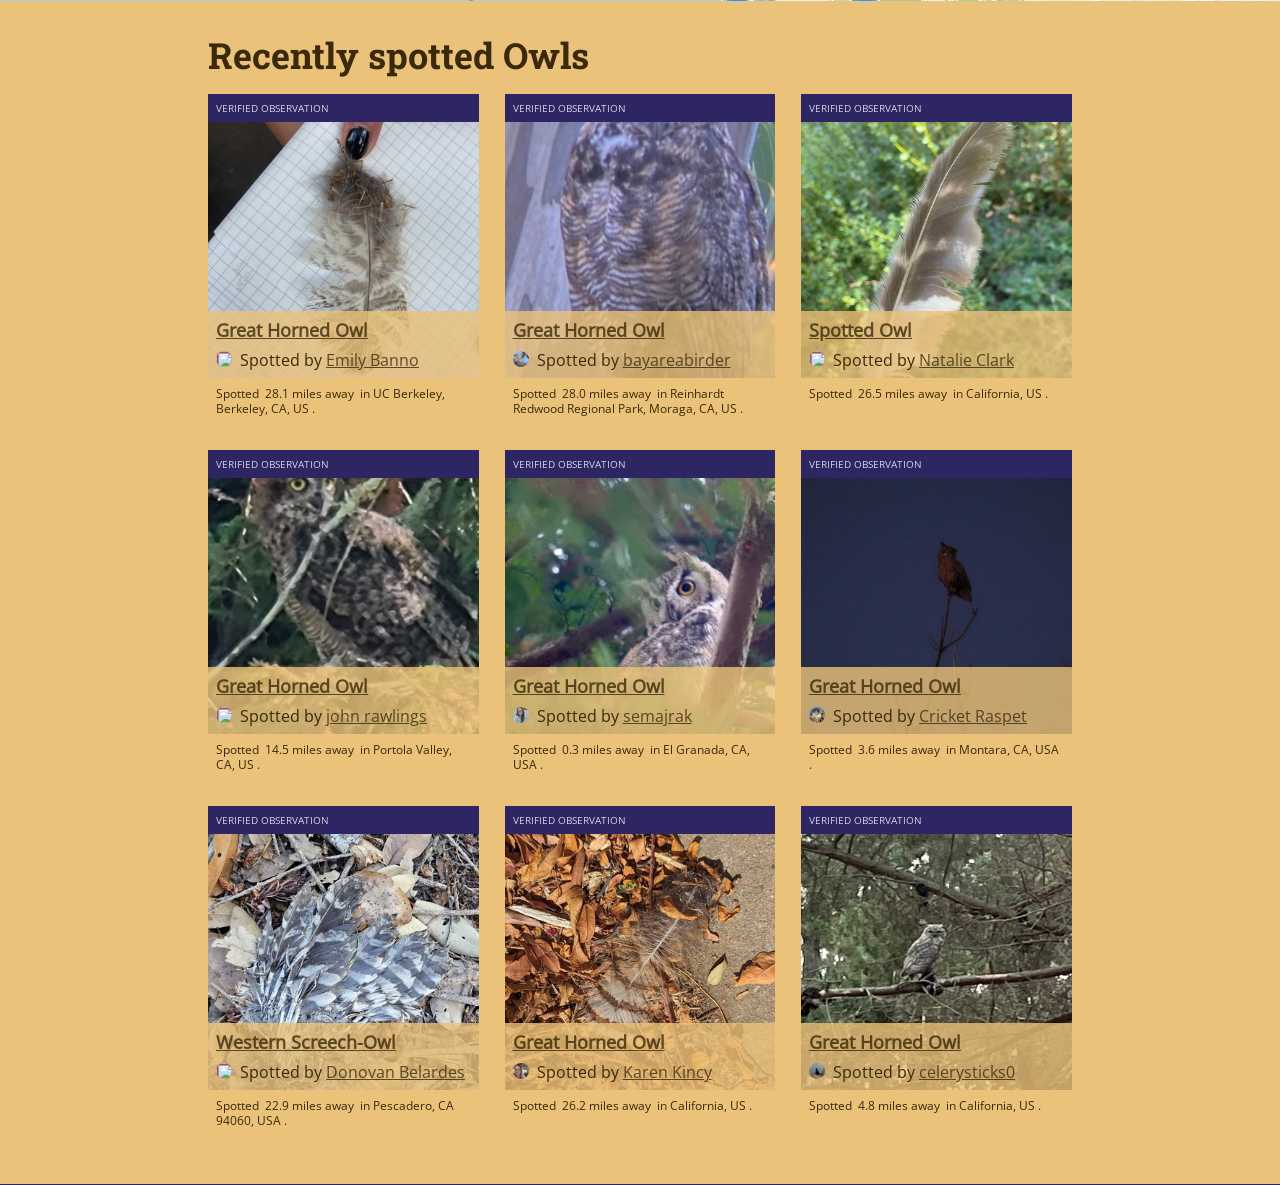 Recently spotted Owls
VERIFIED OBSERVATION
Great Horned Owl
Spotted by Emily Banno
Spotted 28.1 miles away in UC Berkeley,
Berkeley, CA, US .
VERIFIED OBSERVATION
Great Horned Owl
Spotted by bayareabirder
Spotted 28.0 miles away in Reinhardt
Redwood Regional Park, Moraga, CA, US .
VERIFIED OBSERVATION
Spotted Owl
Spotted by Natalie Clark
Spotted 26.5 miles away in California, US .
VERIFIED OBSERVATION
Great Horned Owl
Spotted by john rawlings
Spotted 14.5 miles away in Portola Valley,
CA, US .
VERIFIED OBSERVATION
Great Horned Owl
Spotted by semajrak
Spotted 0.3 miles away in El Granada, CA,
USA .
VERIFIED OBSERVATION
Great Horned Owl
Spotted by Cricket Raspet
Spotted 3.6 miles away in Montara, CA, USA
.
VERIFIED OBSERVATION
Western Screech-Owl
Spotted by Donovan Belardes
Spotted 22.9 miles away in Pescadero, CA
94060, USA .
VERIFIED OBSERVATION
Great Horned Owl
Spotted by Karen Kincy
Spotted 26.2 miles away in California, US .
VERIFIED OBSERVATION
Great Horned Owl
Spotted by celerysticks0
Spotted 4.8 miles away in California, US .